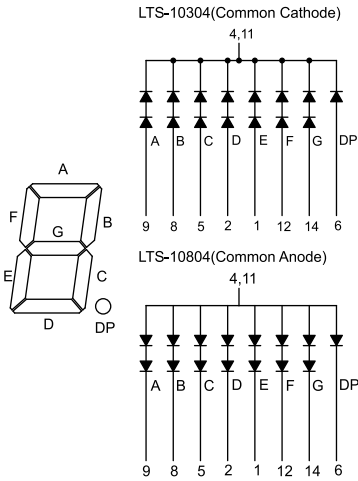 LTS-10304(Common Cathode)
4,11
A B C D E F G DP
9 8 5 2 1 12 14 6
A
F B
G
E C
D
DP
LTS-10804(Common Anode)
4,11
A B C D E F G DP
9 8 5 2 1 12 14 6